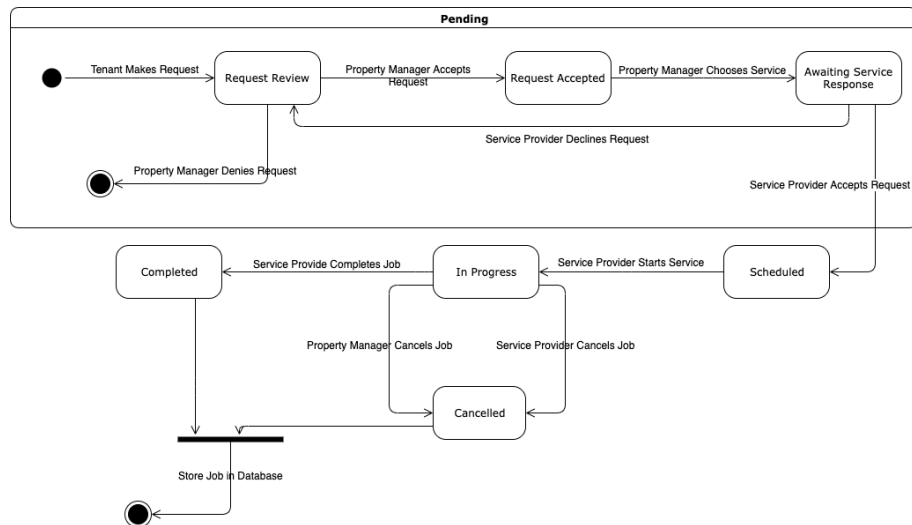 Pending
Tenant Makes Request
Request Review
Property Manager Accepts
Request
Request Accepted
Property Manager Chooses Service
Awaiting Service
Response
Service Provider Declines Request
Property Manager Denies Request
Service Provider Accepts Request
Completed
Service Provide Completes Job
In Progress
Service Provider Starts Service
Scheduled
Property Manager Cancels Job
Service Provider Cancels Job
Cancelled
Store Job in Database